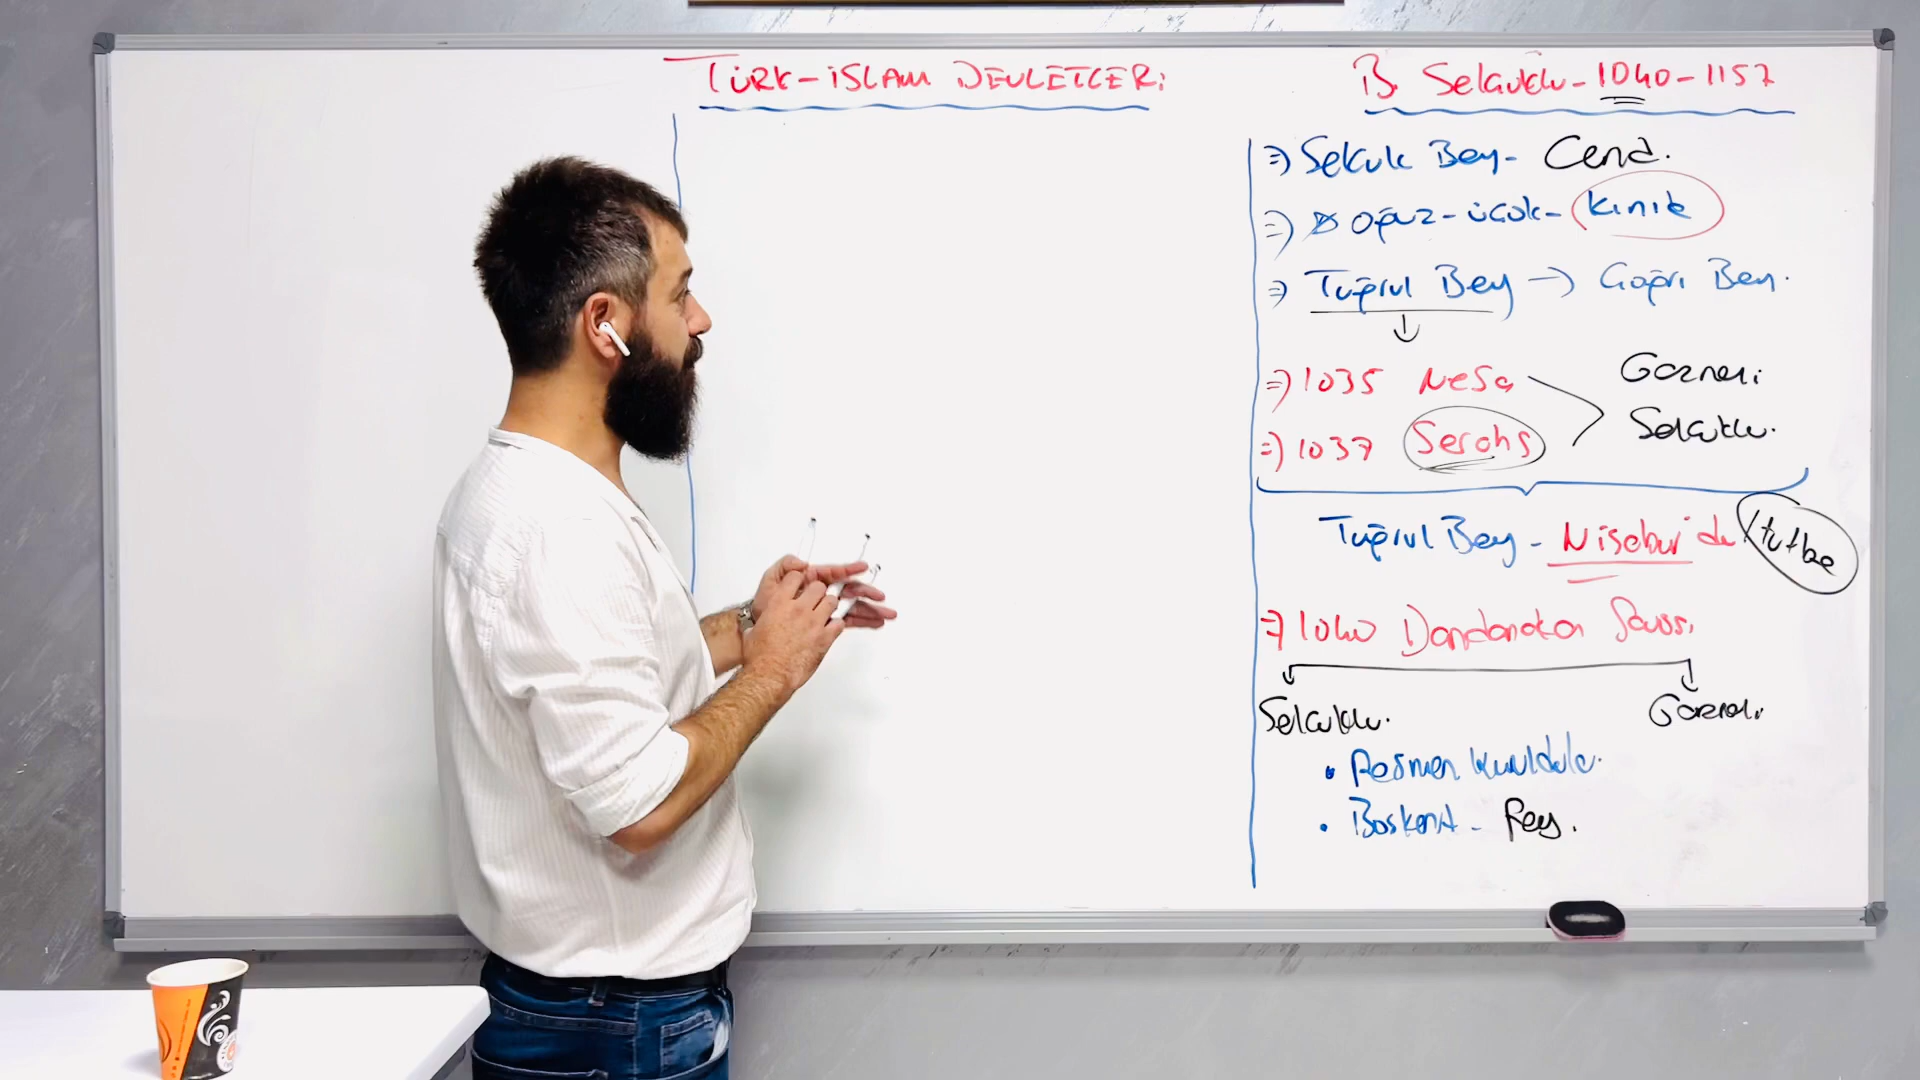 TÜRK-İSLAM DEVLETLERİ
B. Selçuklu-1040-1157
⇒ Selçuk Bey- Cend.
⇒ Oğuz-üçok- Kınık
⇒ Tuğrul Bey → Çağrı Bey.
↓
⇒ 1035 Nesa
Gazneli
⇒ 1037 Serahs
Selçuklu.
Tuğrul Bey - Nişabur'da Hutbe
⇒ 1040 Dandanakan Savaşı
Selçuklu.
Gazneli
• Resmen kuruldu.
• Başkent - Rey.